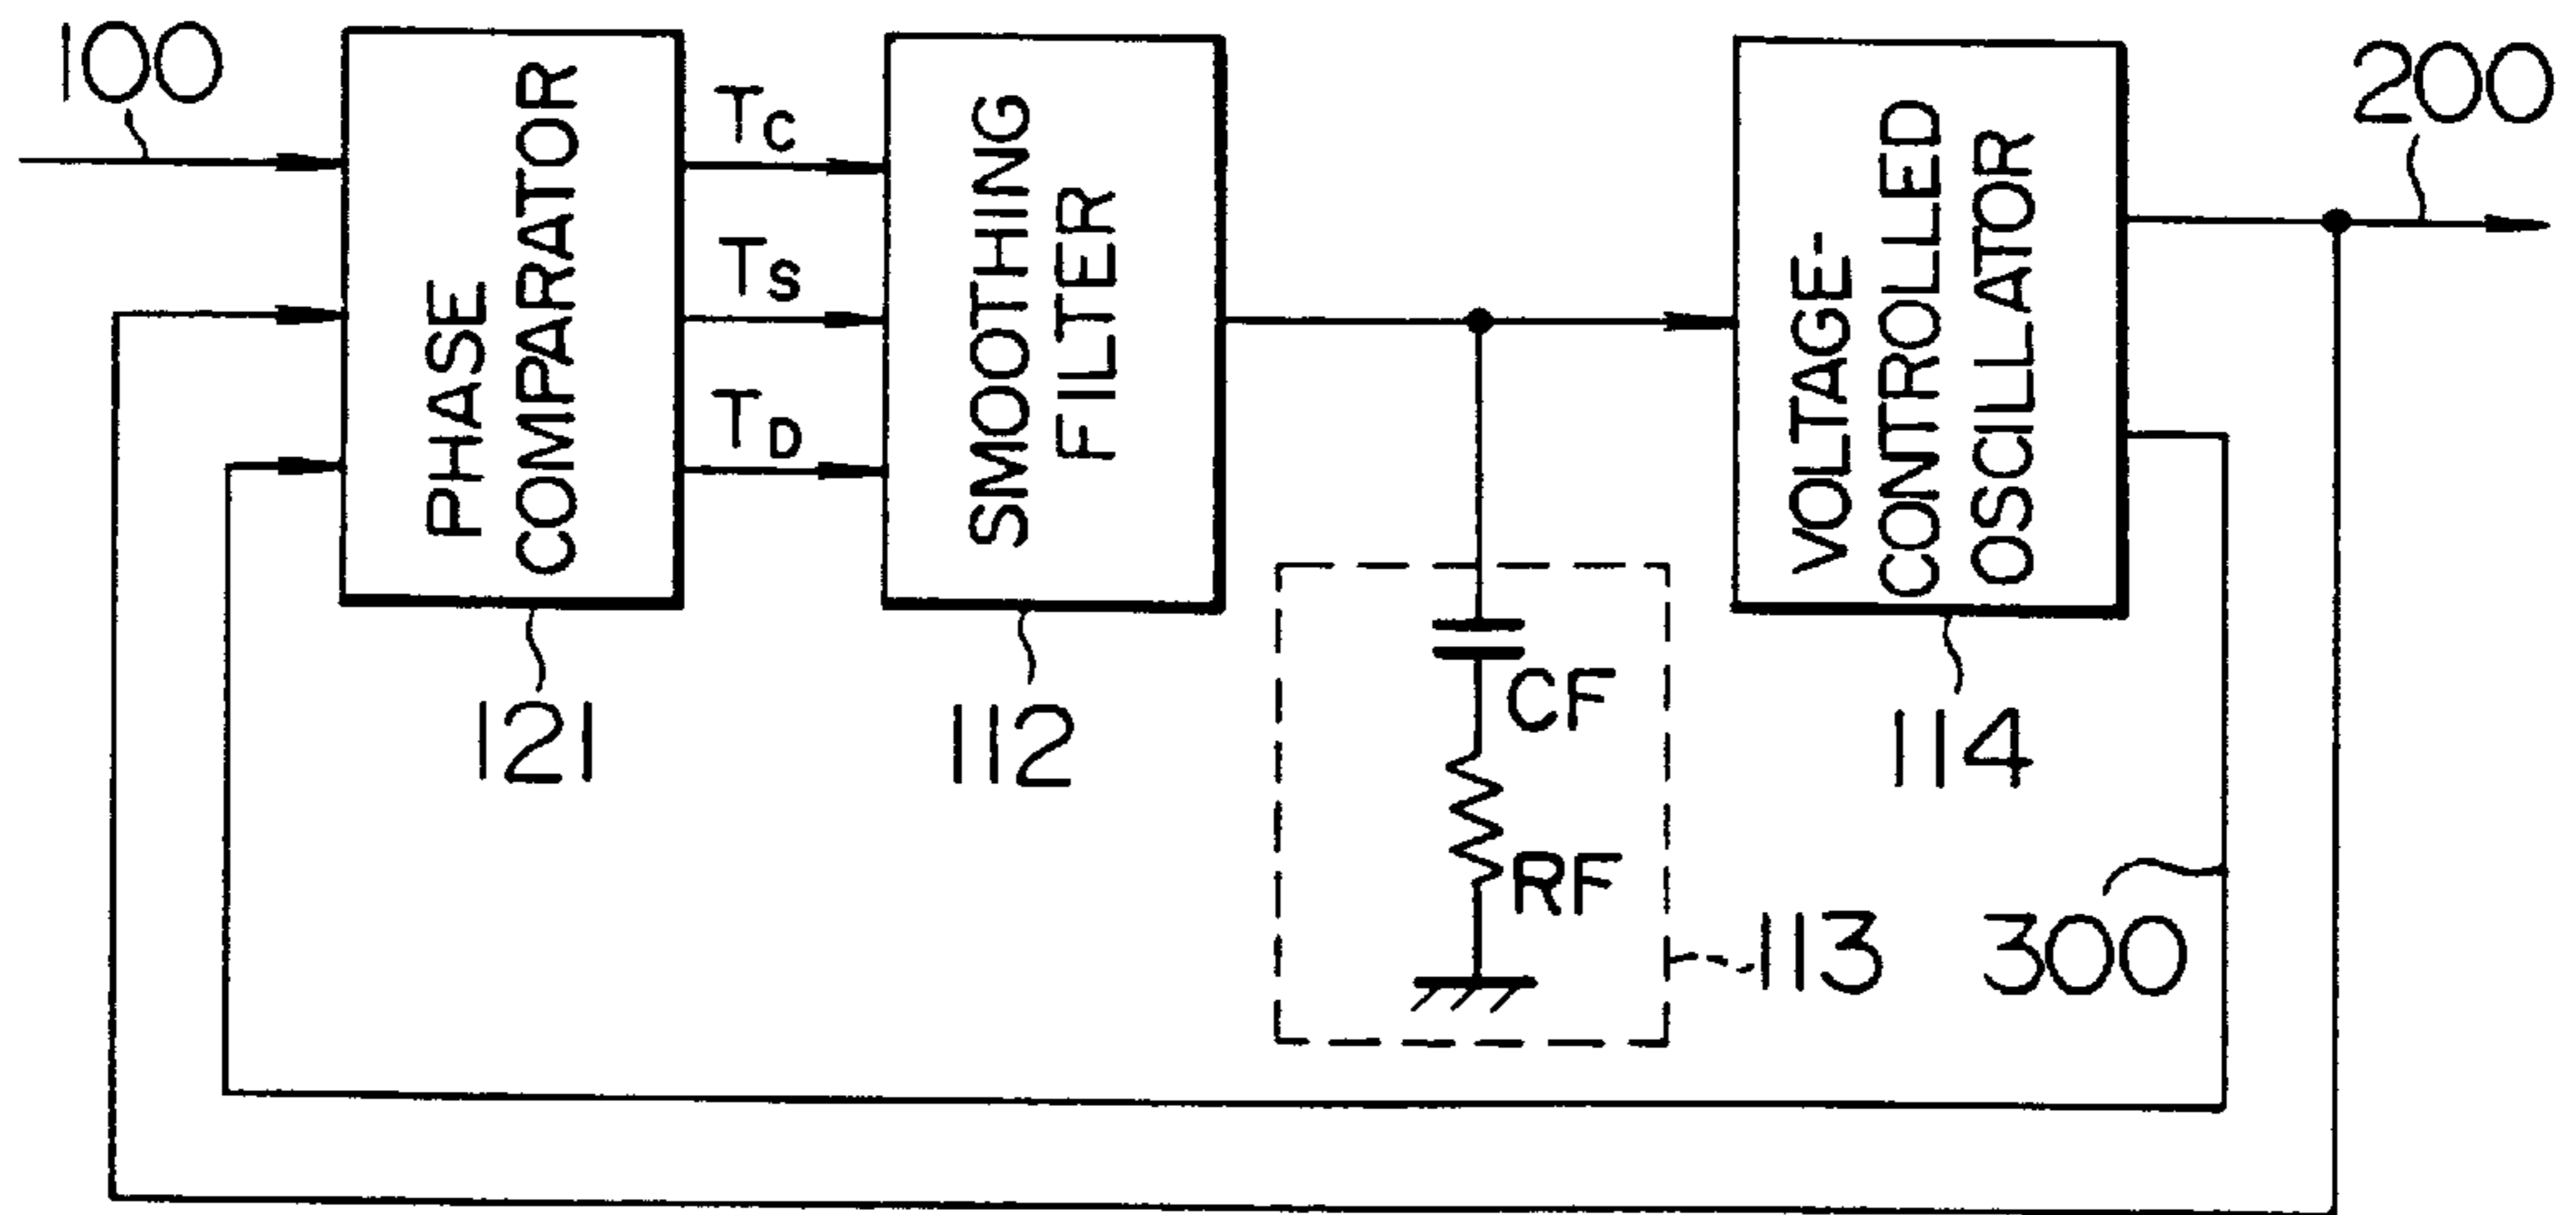 100
PHASE
COMPARATOR
TC
TS
TD
SMOOTHING
FILTER
VOLTAGE-
CONTROLLED
OSCILLATOR
200
121
112
CF
RF
113
114
300